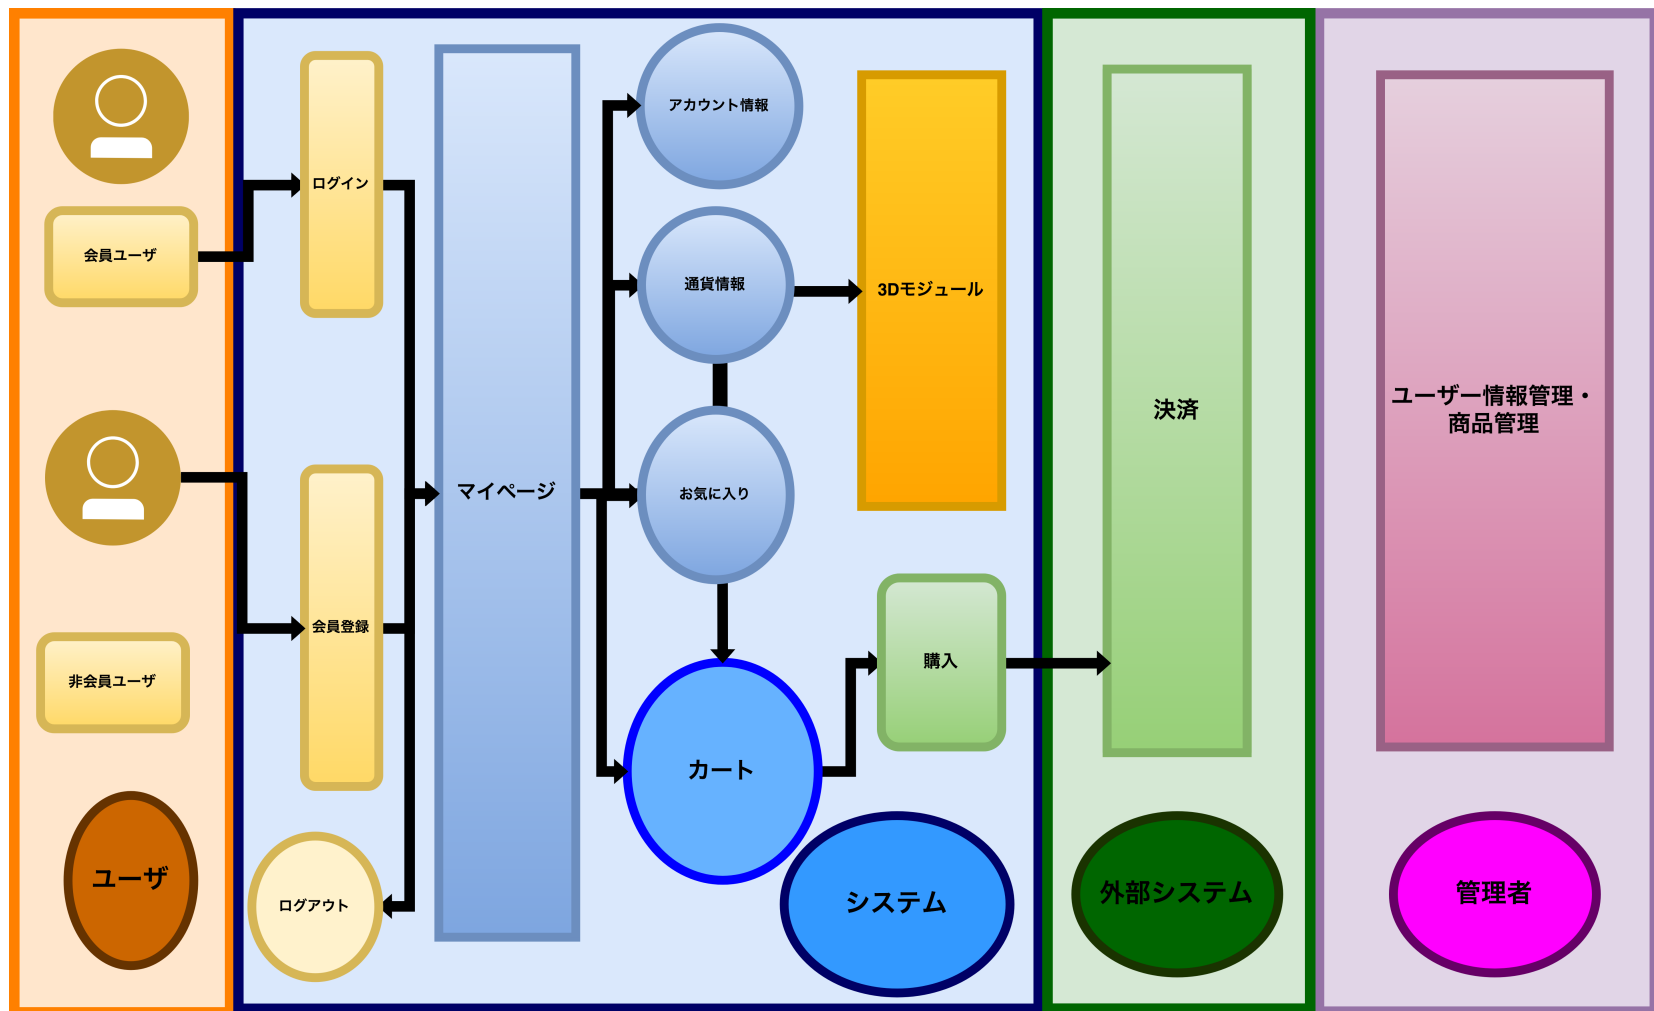 会員ユーザ
非会員ユーザ
ユーザ
ログイン
会員登録
ログアウト
マイページ
アカウント情報
通貨情報
お気に入り
カート
3Dモジュール
購入
システム
決済
外部システム
ユーザー情報管理・
商品管理
管理者